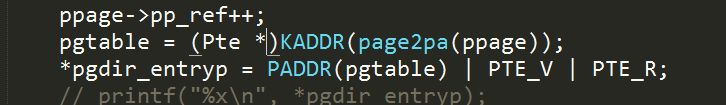 ppage->pp_ref++;
pgtable = (Pte *)KADDR(page2pa(ppage));
*pgdir_entryp = PADDR(pgtable) | PTE_V | PTE_R;
// printf("%x\n", *pgdir_entryp);